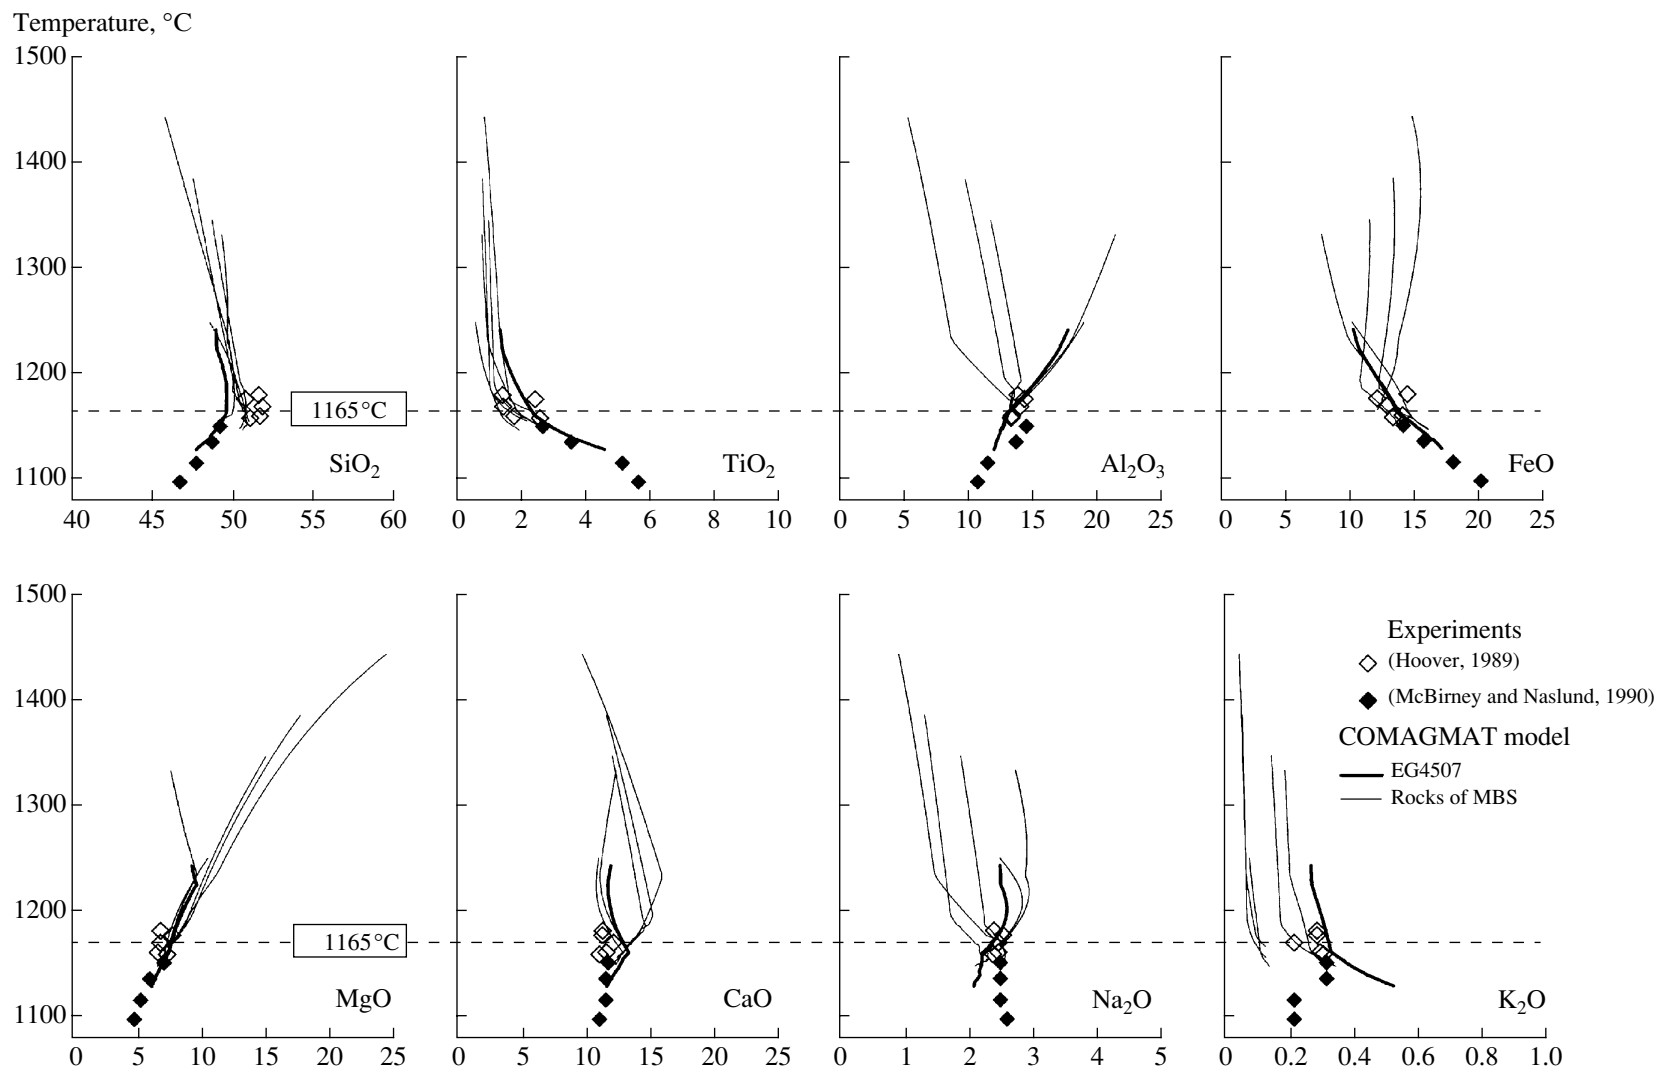 Temperature, °C
1500
1400
1300
1200
1100
1165°C
SiO2
TiO2
Al2O3
FeO
40 45 50 55 60
0 2 4 6 8 10
0 5 10 15 20 25
0 5 10 15 20 25
1500
1400
1300
1200
1100
Experiments
(Hoover, 1989)
(McBirney and Naslund, 1990)
COMAGMAT model
EG4507
Rocks of MBS
1165°C
MgO
CaO
Na2O
K2O
0 5 10 15 20 25
0 5 10 15 20 25
0 1 2 3 4 5
0 0.2 0.4 0.6 0.8 1.0